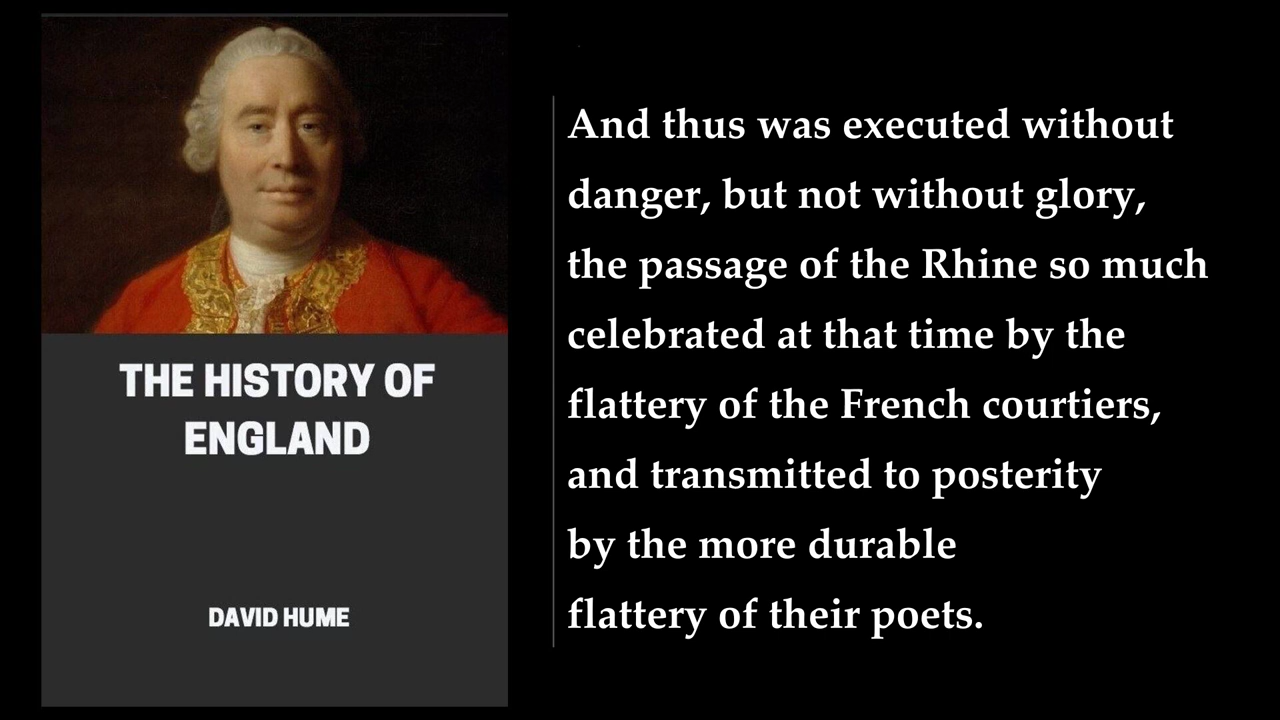 THE HISTORY OF
ENGLAND
DAVID HUME
And thus was executed without
danger, but not without glory,
the passage of the Rhine so much
celebrated at that time by the
flattery of the French courtiers,
and transmitted to posterity
by the more durable
flattery of their poets.